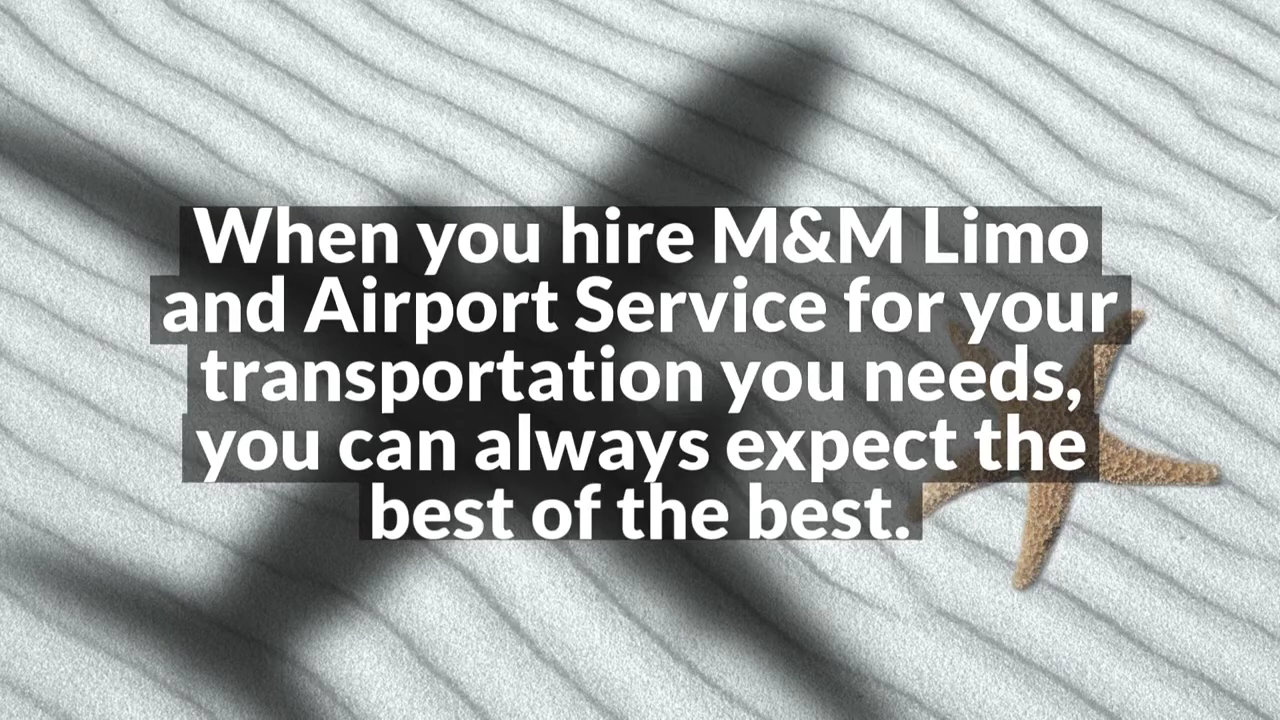 When you hire M&M Limo
and Airport Service for your
transportation you needs,
you can always expect the
best of the best.